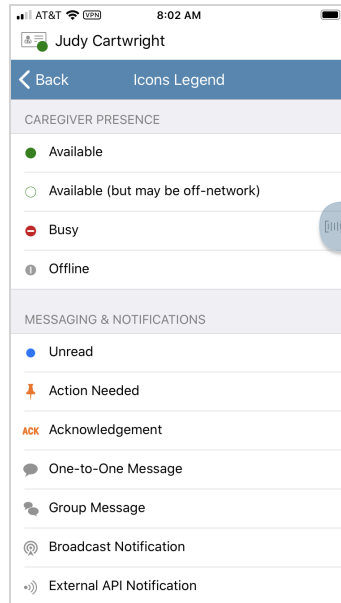 AT&T VPN 8:02 AM
Judy Cartwright
Back Icons Legend
CAREGIVER PRESENCE
Available
Available (but may be off-network)
Busy
Offline
MESSAGING & NOTIFICATIONS
Unread
Action Needed
ACK Acknowledgement
One-to-One Message
Group Message
Broadcast Notification
External API Notification